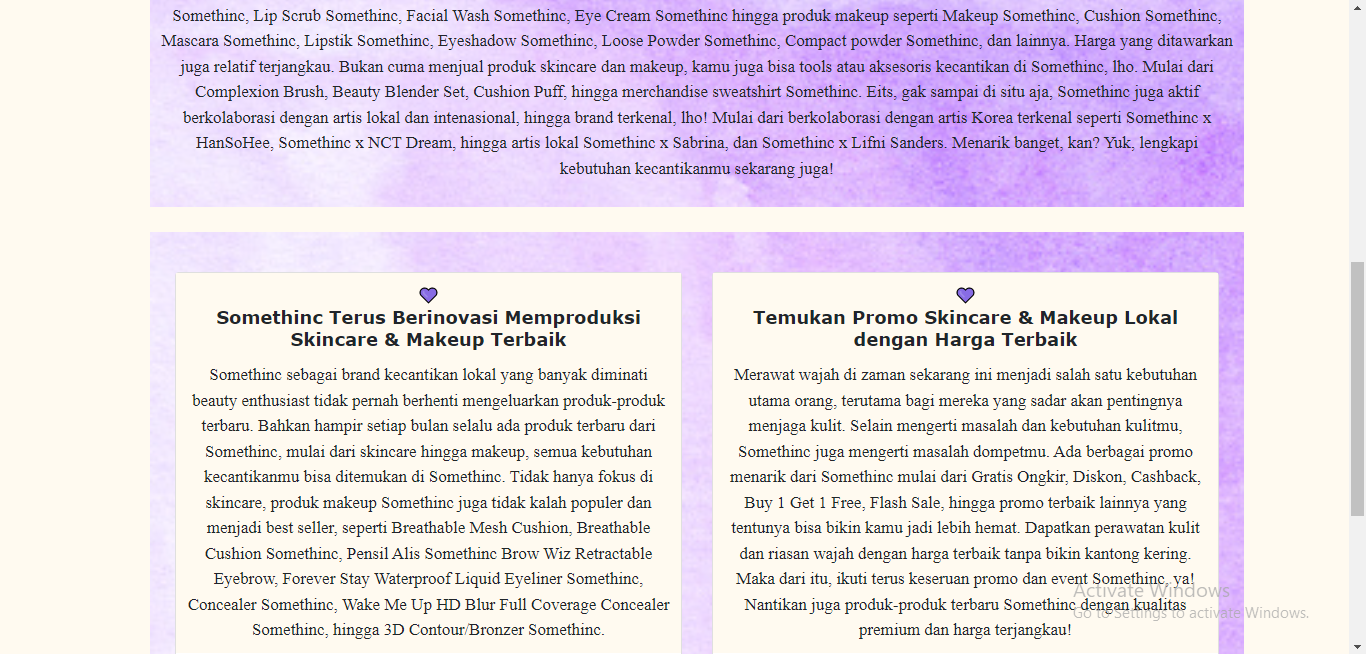 Somethinc, Lip Scrub Somethinc, Facial Wash Somethinc, Eye Cream Somethinc hingga produk makeup seperti Makeup Somethinc, Cushion Somethinc,
Mascara Somethinc, Lipstik Somethinc, Eyeshadow Somethinc, Loose Powder Somethinc, Compact powder Somethinc, dan lainnya. Harga yang ditawarkan
juga relatif terjangkau. Bukan cuma menjual produk skincare dan makeup, kamu juga bisa tools atau aksesoris kecantikan di Somethinc, lho. Mulai dari
Complexion Brush, Beauty Blender Set, Cushion Puff, hingga merchandise sweatshirt Somethinc. Eits, gak sampai di situ aja, Somethinc juga aktif
berkolaborasi dengan artis lokal dan intenasional, hingga brand terkenal, lho! Mulai dari berkolaborasi dengan artis Korea terkenal seperti Somethinc x
HanSoHee, Somethinc x NCT Dream, hingga artis lokal Somethinc x Sabrina, dan Somethinc x Lifni Sanders. Menarik banget, kan? Yuk, lengkapi
kebutuhan kecantikanmu sekarang juga!
Somethinc Terus Berinovasi Memproduksi
Skincare & Makeup Terbaik
Somethinc sebagai brand kecantikan lokal yang banyak diminati
beauty enthusiast tidak pernah berhenti mengeluarkan produk-produk
terbaru. Bahkan hampir setiap bulan selalu ada produk terbaru dari
Somethinc, mulai dari skincare hingga makeup, semua kebutuhan
kecantikanmu bisa ditemukan di Somethinc. Tidak hanya fokus di
skincare, produk makeup Somethinc juga tidak kalah populer dan
menjadi best seller, seperti Breathable Mesh Cushion, Breathable
Cushion Somethinc, Pensil Alis Somethinc Brow Wiz Retractable
Eyebrow, Forever Stay Waterproof Liquid Eyeliner Somethinc,
Concealer Somethinc, Wake Me Up HD Blur Full Coverage Concealer
Somethinc, hingga 3D Contour/Bronzer Somethinc.
Temukan Promo Skincare & Makeup Lokal
dengan Harga Terbaik
Merawat wajah di zaman sekarang ini menjadi salah satu kebutuhan
utama orang, terutama bagi mereka yang sadar akan pentingnya
menjaga kulit. Selain mengerti masalah dan kebutuhan kulitmu,
Somethinc juga mengerti masalah dompetmu. Ada berbagai promo
menarik dari Somethinc mulai dari Gratis Ongkir, Diskon, Cashback,
Buy 1 Get 1 Free, Flash Sale, hingga promo terbaik lainnya yang
tentunya bisa bikin kamu jadi lebih hemat. Dapatkan perawatan kulit
dan riasan wajah dengan harga terbaik tanpa bikin kantong kering.
Maka dari itu, ikuti terus keseruan promo dan event Somethinc, ya!
Nantikan juga produk-produk terbaru Somethinc dengan kualitas
premium dan harga terjangkau!
Activate Windows
Go to Settings to activate Windows.